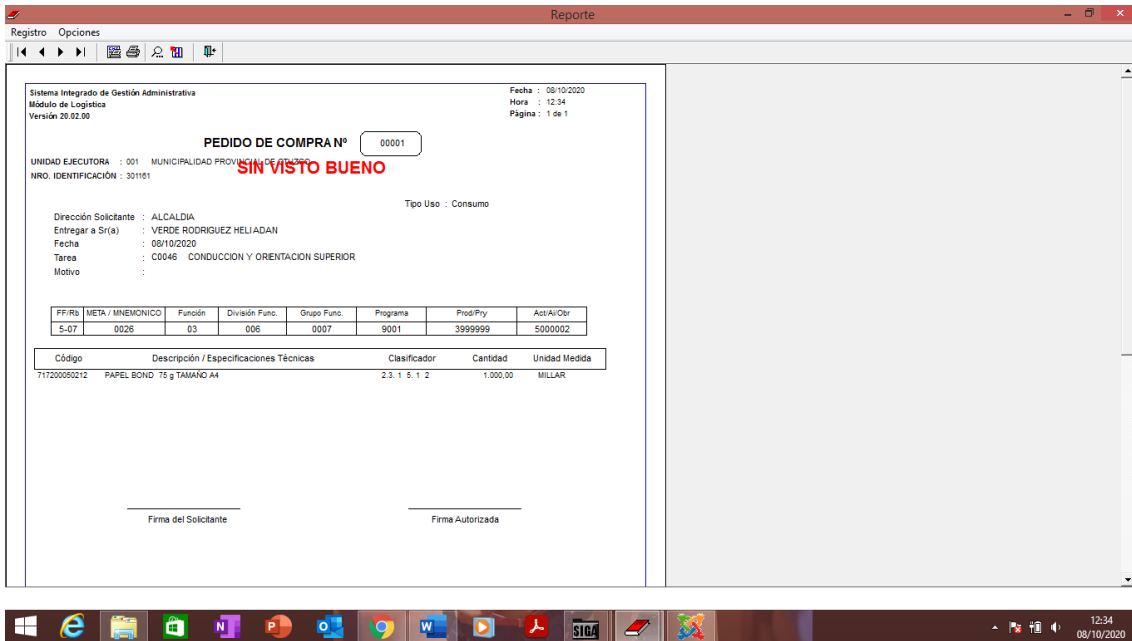 Reporte
Registro Opciones
Sistema Integrado de Gestión Administrativa
Módulo de Logística
Versión 20.02.00
Fecha : 08/10/2020
Hora : 12:34
Página : 1 de 1
PEDIDO DE COMPRA Nº 00001
UNIDAD EJECUTORA : 001 MUNICIPALIDAD PROVINCIAL DE OTUZCO
SIN VISTO BUENO
NRO. IDENTIFICACIÓN : 301161
Tipo Uso : Consumo
Dirección Solicitante : ALCALDIA
Entregar a Sr(a) : VERDE RODRIGUEZ HELI ADAN
Fecha : 08/10/2020
Tarea : C0046 CONDUCCION Y ORIENTACION SUPERIOR
Motivo :
FF/Rb META / MNEMONICO Función División Func. Grupo Func. Programa Prod/Pry Act/AI/Obr
5-07 0026 03 006 0007 9001 3999999 5000002
Código Descripción / Especificaciones Técnicas Clasificador Cantidad Unidad Medida
717200050212 PAPEL BOND 75 g TAMAÑO A4 2.3. 1 5. 1 2 1.000,00 MILLAR
Firma del Solicitante Firma Autorizada
SIGA
12:34
08/10/2020